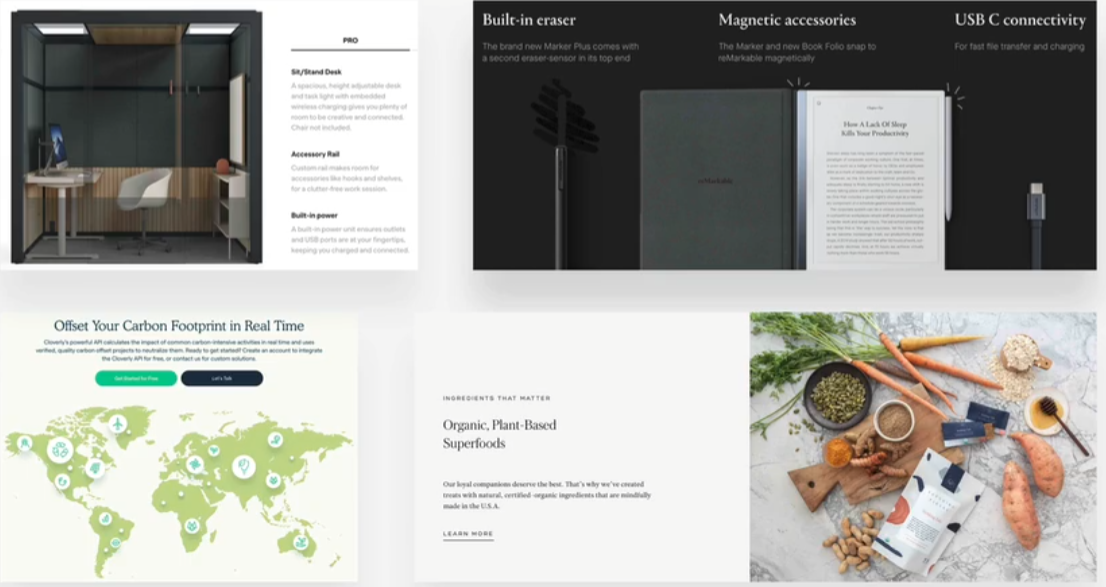 PRO
Sit/Stand Desk
A spacious, height adjustable desk
and task light with embedded
wireless charging gives you plenty of
room to be creative and connected.
Chair not included.
Accessory Rail
Custom rail makes room for
accessories like hooks and shelves,
for a clutter-free work session.
Built-in power
A built-in power unit ensures outlets
and USB ports are at your fingertips,
keeping you charged and connected.
Built-in eraser
The brand new Marker Plus comes with
a second eraser-sensor in its top end
Magnetic accessories
The Marker and new Book Folio snap to
reMarkable magnetically
USB C connectivity
For fast file transfer and charging
reMarkable
How A Lack Of Sleep
Kills Your Productivity
Offset Your Carbon Footprint in Real Time
Cloverly's powerful API calculates the impact of common carbon-intensive activities in real time and uses
verified, quality carbon offset projects to neutralize them. Ready to get started? Create an account to integrate
the Cloverly API for free, or contact us for custom solutions.
Get Started for Free
Let's Talk
INGREDIENTS THAT MATTER
Organic, Plant-Based
Superfoods
Our loyal companions deserve the best. That's why we've created
treats with natural, certified-organic ingredients that are mindfully
made in the U.S.A.
LEARN MORE